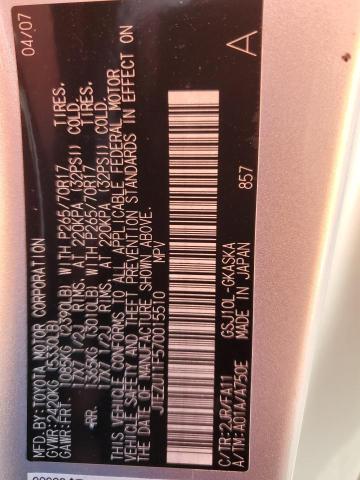 MFD. BY: TOYOTA MOTOR CORPORATION 04/07
GVWR: 2420KG (5330LB)
GAWR: FRT. 1085KG (2390LB) WITH P265/70R17 TIRES,
17X7 1/2J RIMS, AT 220KPA (32PSI) COLD.
RR. 1365KG (3010LB) WITH P265/70R17 TIRES,
17X7 1/2J RIMS, AT 220KPA (32PSI) COLD.
THIS VEHICLE CONFORMS TO ALL APPLICABLE FEDERAL MOTOR
VEHICLE SAFETY AND THEFT PREVENTION STANDARDS IN EFFECT ON
THE DATE OF MANUFACTURE SHOWN ABOVE.
JTEZU11F570015510 MPV
GSJ10L-GKASKA 857 A
C/TR: 2JR/FJ11 MADE IN JAPAN
A/TM: A01A/A750E